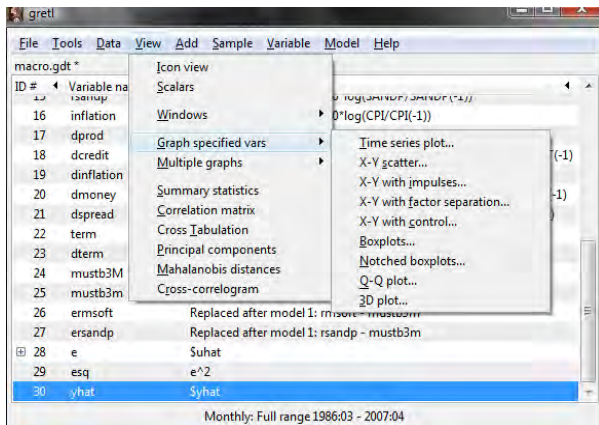 gretl
File Tools Data View Add Sample Variable Model Help
macro.gdt *
ID # Variable na
Icon view
Scalars
Windows
Graph specified vars
Multiple graphs
Summary statistics
Correlation matrix
Cross Tabulation
Principal components
Mahalanobis distances
Cross-correlogram
Time series plot...
X-Y scatter...
X-Y with impulses...
X-Y with factor separation...
X-Y with control...
Boxplots...
Notched boxplots...
Q-Q plot...
3D plot...
16 inflation 0*log(CPI/CPI(-1))
17 dprod
18 dcredit (-1)
19 dinflation
20 dmoney -1)
21 dspread )
22 term
23 dterm
24 mustb3M
25 mustb3m
26 ermsoft Replaced after model 1: rmsoft - mustb3m
27 ersandp Replaced after model 1: rsandp - mustb3m
28 e $uhat
29 esq e^2
30 yhat $yhat
Monthly: Full range 1986:03 - 2007:04